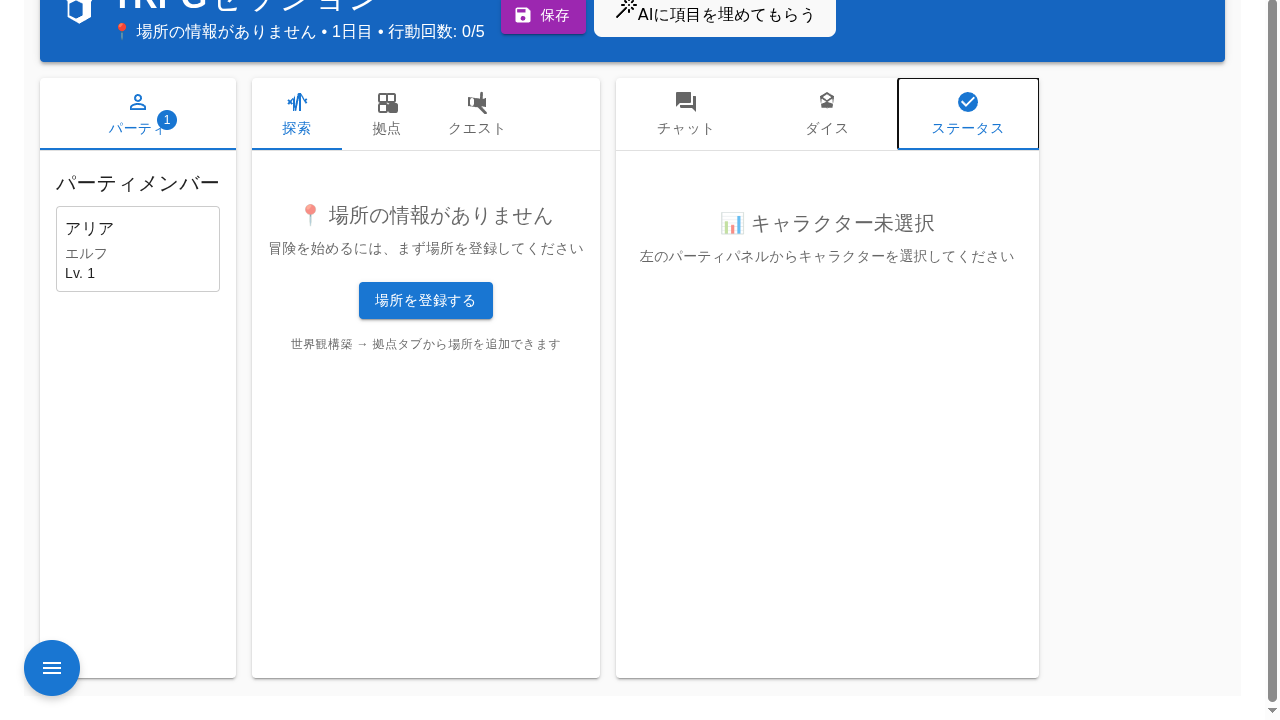 TRPGセッション
📍 場所の情報がありません • 1日目 • 行動回数: 0/5
保存
AIに項目を埋めてもらう
パーティ
1
探索
拠点
クエスト
チャット
ダイス
ステータス
パーティメンバー
アリア
エルフ
Lv. 1
📍 場所の情報がありません
冒険を始めるには、まず場所を登録してください
場所を登録する
世界観構築 → 拠点タブから場所を追加できます
📊 キャラクター未選択
左のパーティパネルからキャラクターを選択してください